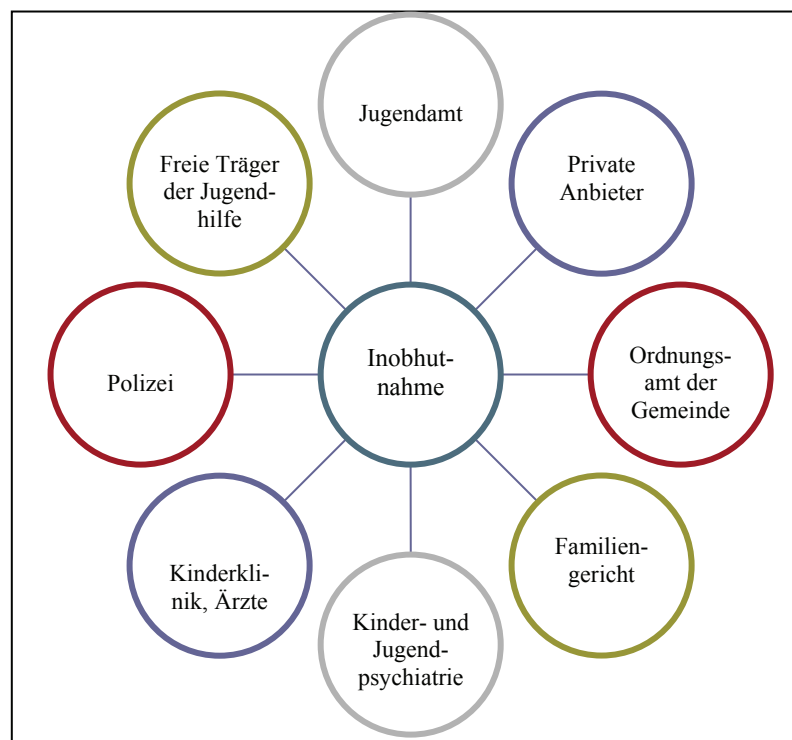 Jugendamt
Private
Anbieter
Ordnungs-
amt der
Gemeinde
Familien-
gericht
Kinder- und
Jugend-
psychiatrie
Kinderkli-
nik, Ärzte
Polizei
Freie Träger
der Jugend-
hilfe
Inobhut-
nahme